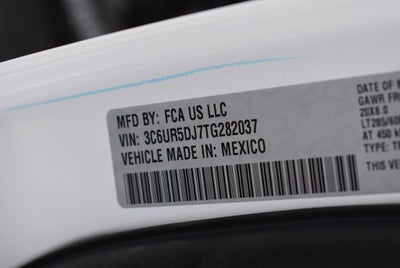 MFD BY: FCA US LLC
VIN: 3C6UR5DJ7TG282037
VEHICLE MADE IN: MEXICO
DATE OF
GAWR FR
20X8.0
LT285/60
AT 450 k
TYPE:
THIS VE